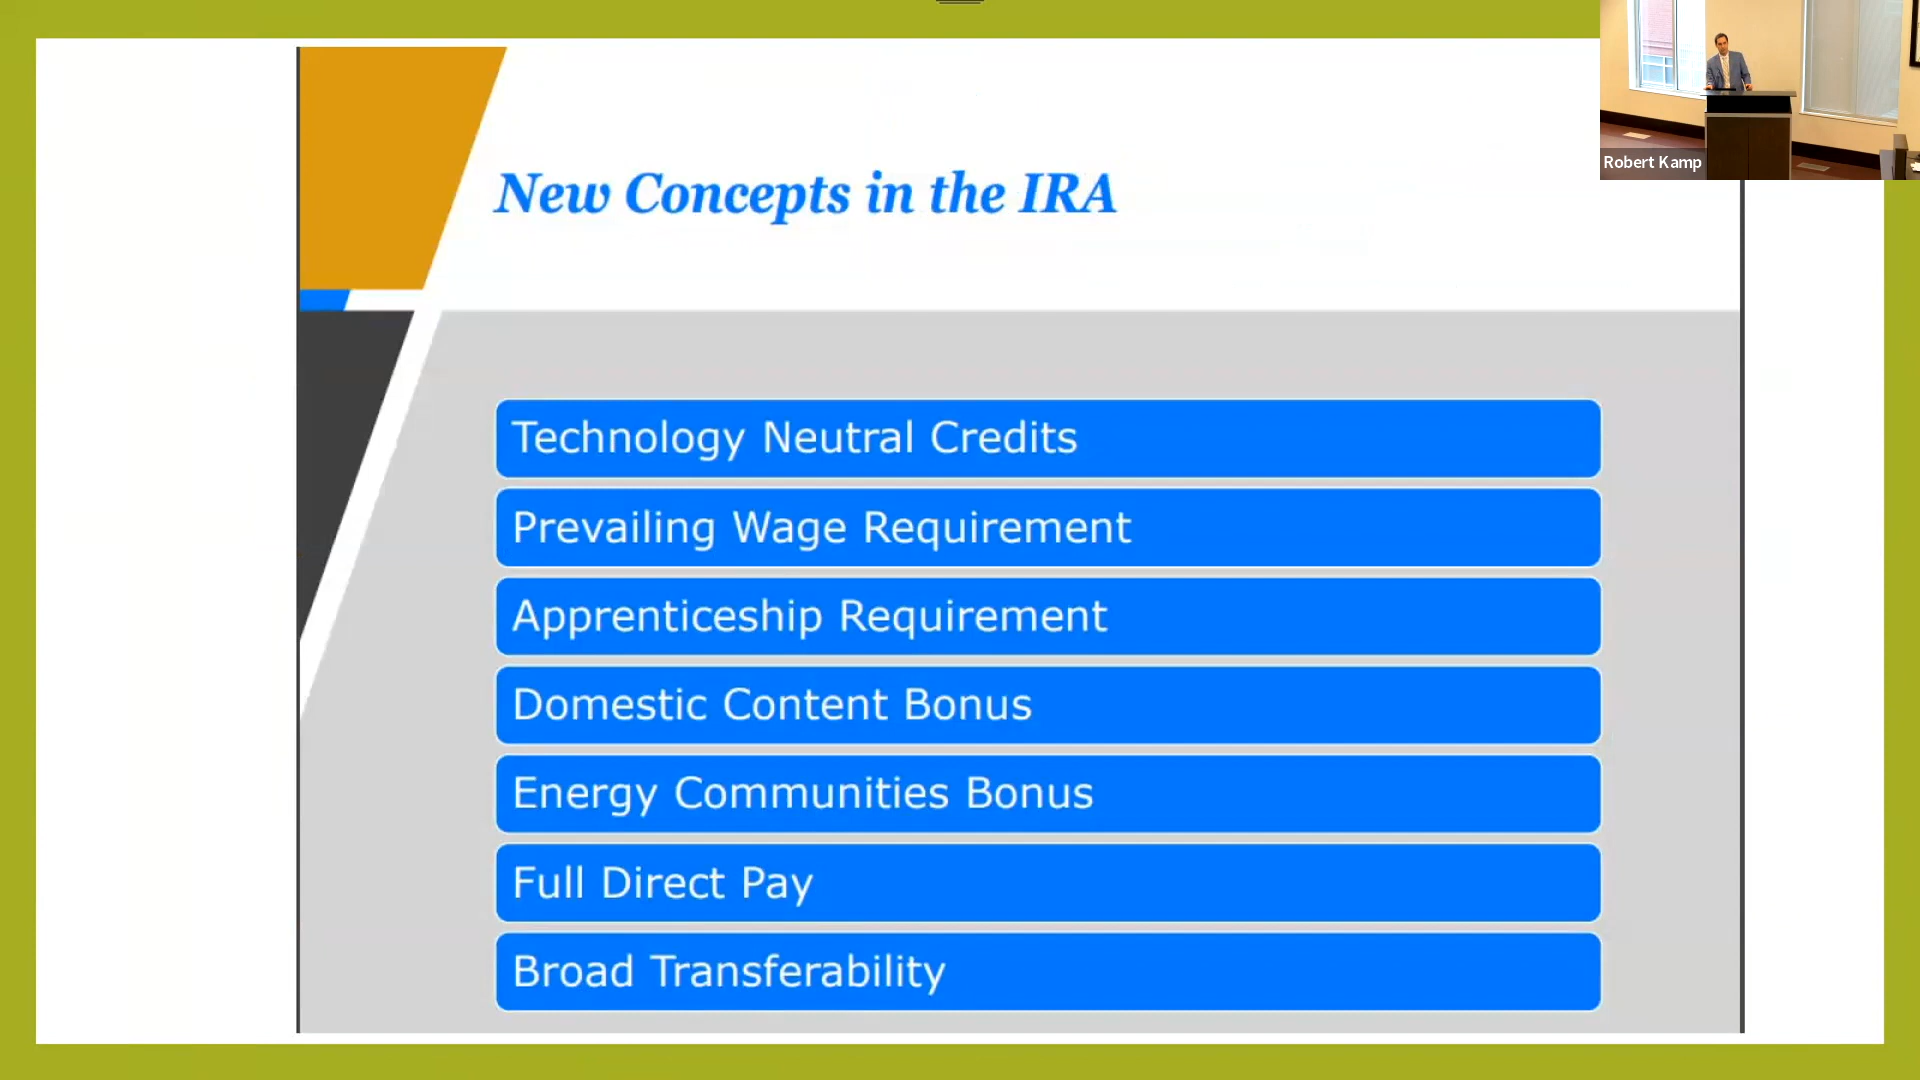 New Concepts in the IRA
Robert Kamp
Technology Neutral Credits
Prevailing Wage Requirement
Apprenticeship Requirement
Domestic Content Bonus
Energy Communities Bonus
Full Direct Pay
Broad Transferability